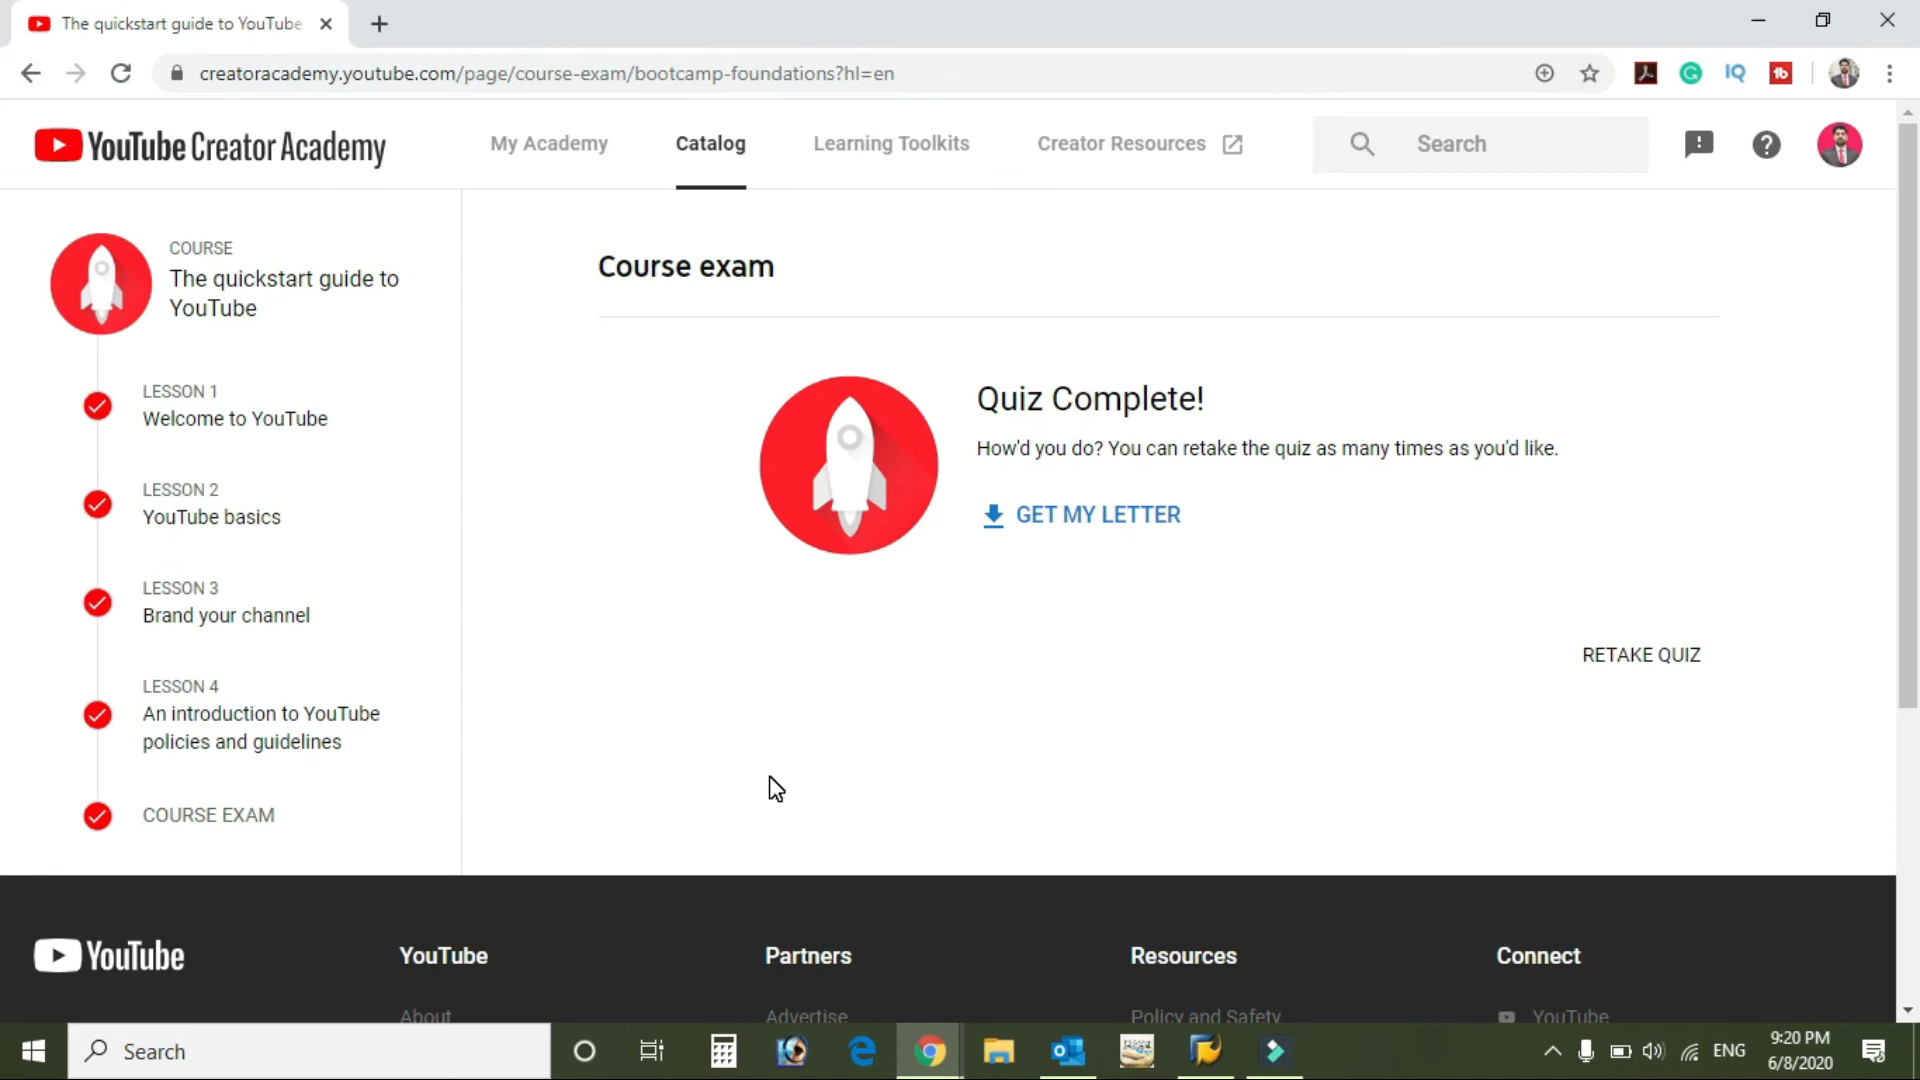 The quickstart guide to YouTube
creatoracademy.youtube.com/page/course-exam/bootcamp-foundations?hl=en
IQ
YouTube Creator Academy
My Academy
Catalog
Learning Toolkits
Creator Resources
Search
COURSE
The quickstart guide to
YouTube
LESSON 1
Welcome to YouTube
LESSON 2
YouTube basics
LESSON 3
Brand your channel
LESSON 4
An introduction to YouTube
policies and guidelines
COURSE EXAM
Course exam
Quiz Complete!
How'd you do? You can retake the quiz as many times as you'd like.
GET MY LETTER
RETAKE QUIZ
YouTube
YouTube
Partners
Resources
Connect
About
Advertise
Policy and Safety
YouTube
Search
ENG
9:20 PM
6/8/2020